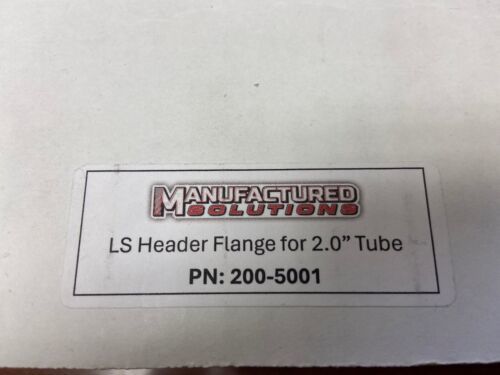 MANUFACTURED
SOLUTIONS
LS Header Flange for 2.0” Tube
PN: 200-5001